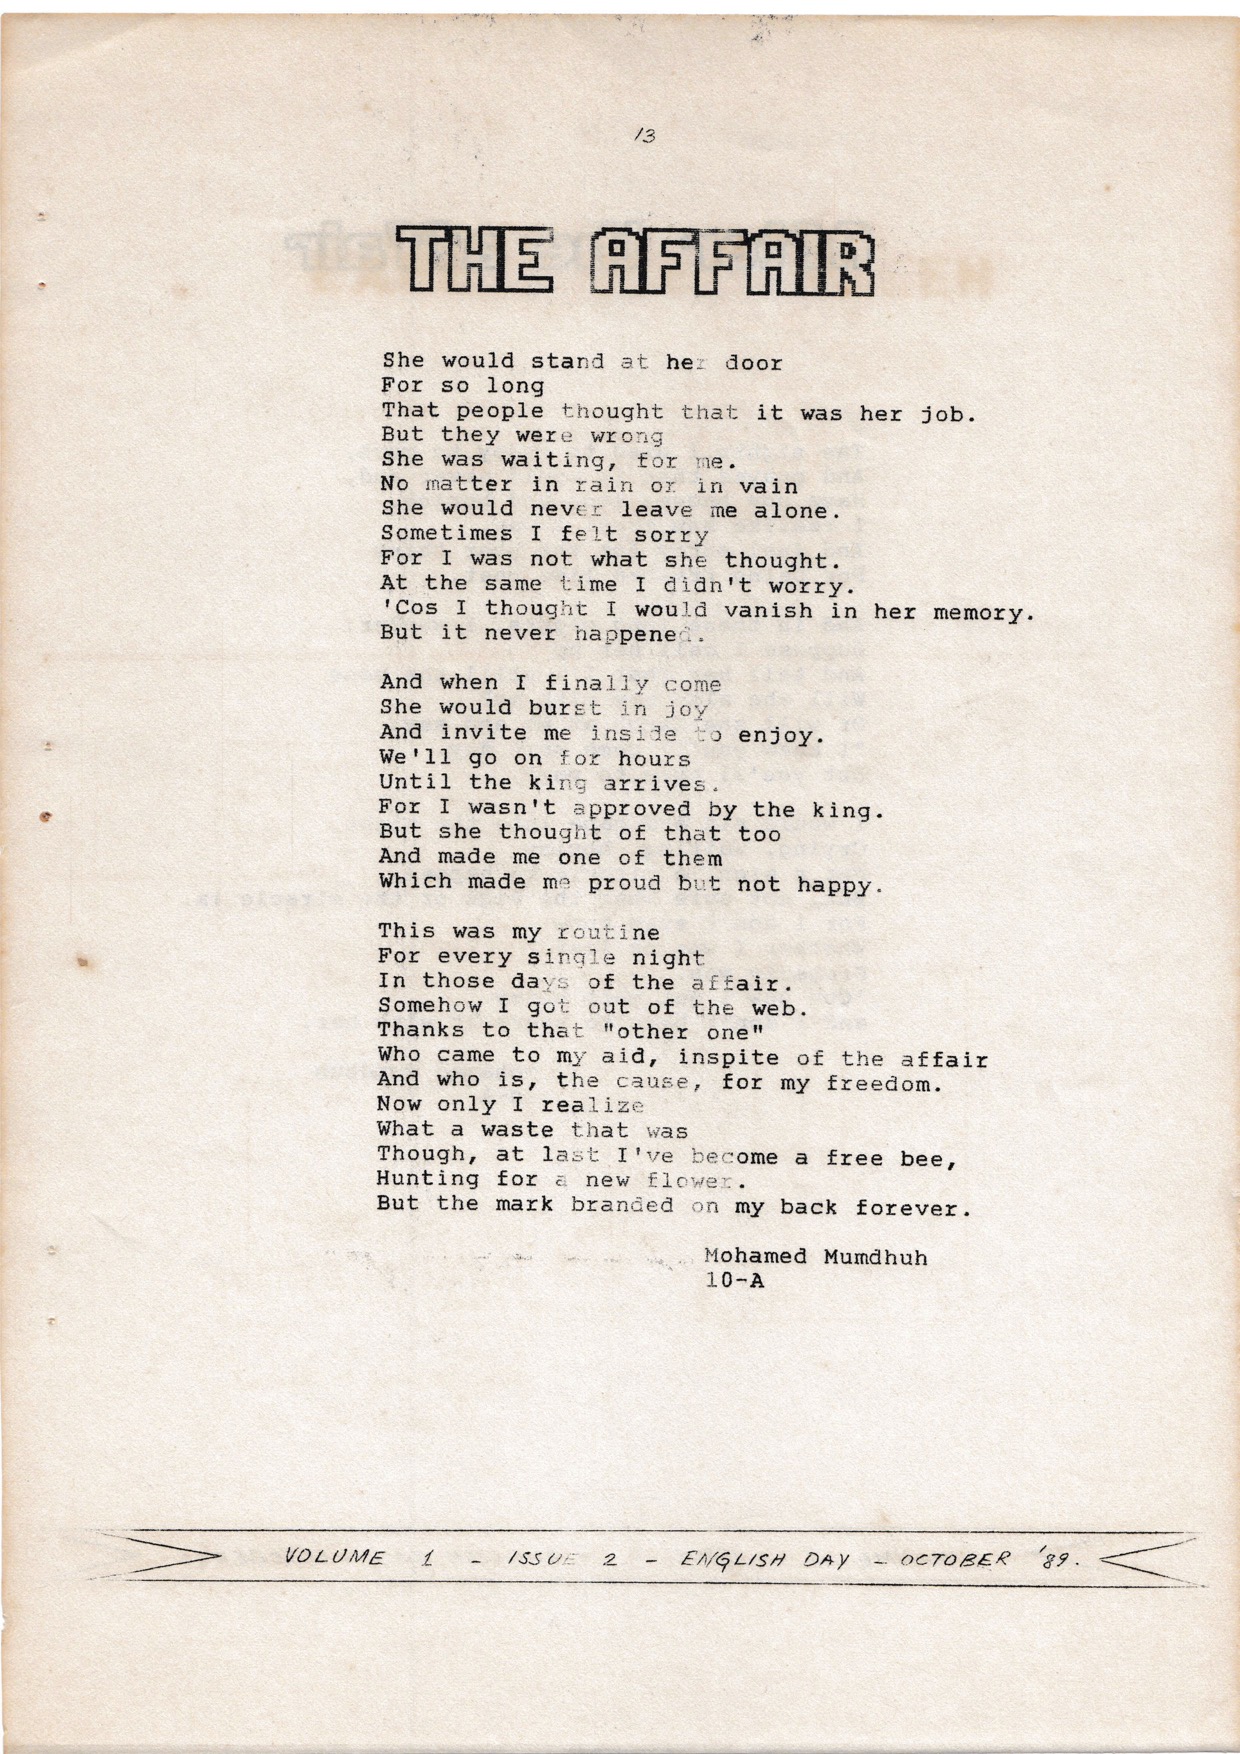 13
THE AFFAIR
She would stand at her door
For so long
That people thought that it was her job.
But they were wrong
She was waiting, for me.
No matter in rain or in vain
She would never leave me alone.
Sometimes I felt sorry
For I was not what she thought.
At the same time I didn't worry.
'Cos I thought I would vanish in her memory.
But it never happened.
And when I finally come
She would burst in joy
And invite me inside to enjoy.
We'll go on for hours
Until the king arrives.
For I wasn't approved by the king.
But she thought of that too
And made me one of them
Which made me proud but not happy.
This was my routine
For every single night
In those days of the affair.
Somehow I got out of the web.
Thanks to that "other one"
Who came to my aid, inspite of the affair
And who is, the cause, for my freedom.
Now only I realize
What a waste that was
Though, at last I've become a free bee,
Hunting for a new flower.
But the mark branded on my back forever.
Mohamed Mumdhuh
10-A
VOLUME 1 - ISSUE 2 - ENGLISH DAY - OCTOBER '89.